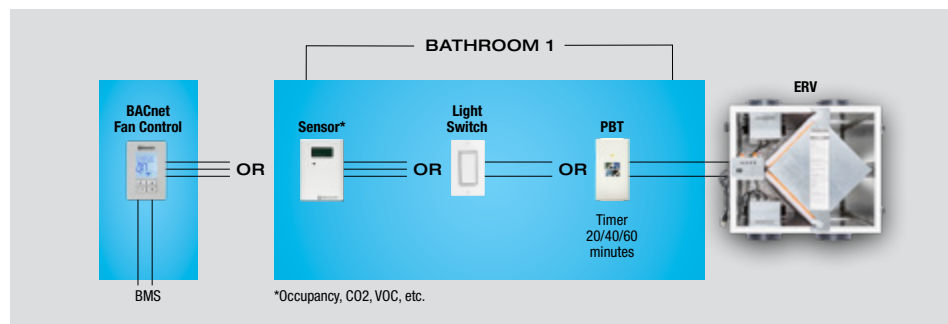 BATHROOM 1
BACnet
Fan Control
OR
Sensor*
OR
Light
Switch
OR
PBT
Timer
20/40/60
minutes
ERV
BMS
*Occupancy, CO2, VOC, etc.